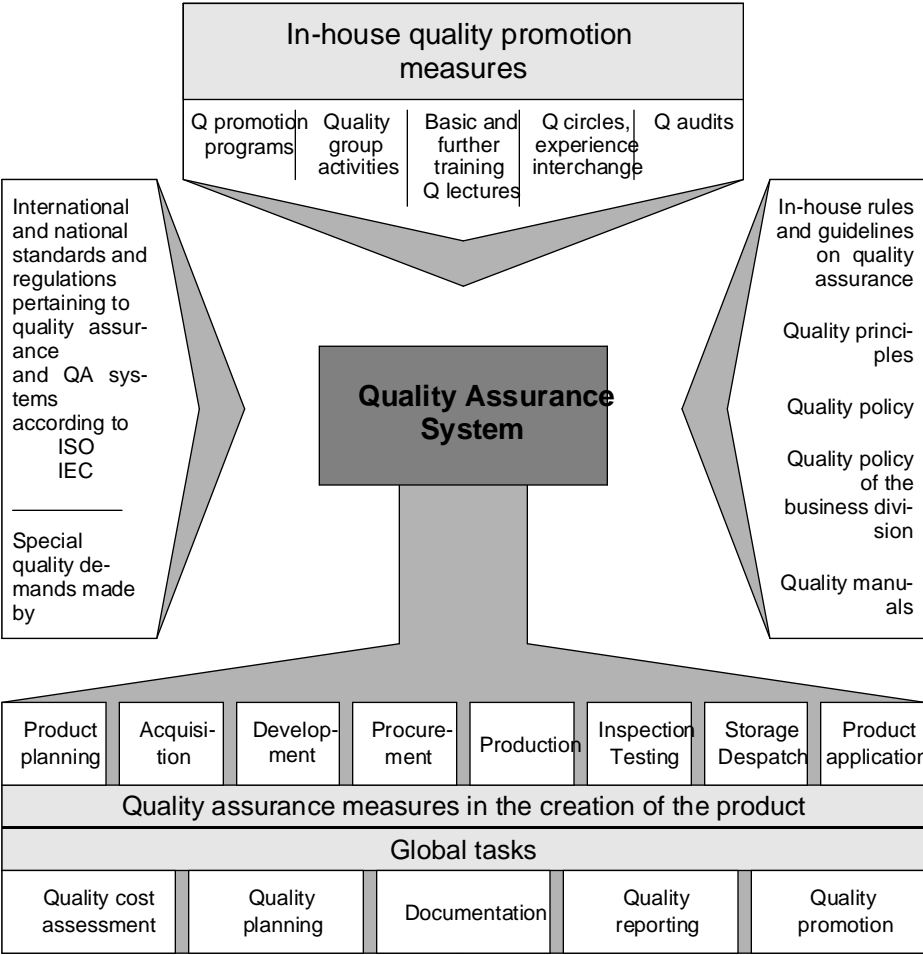 In-house quality promotion
measures
Q promotion
programs
Quality
group
activities
Basic and
further
training
Q lectures
Q circles,
experience
interchange
Q audits
International
and national
standards and
regulations
pertaining to
quality assur-
ance
and QA sys-
tems
according to
ISO
IEC
Special
quality de-
mands made
by
Quality Assurance
System
In-house rules
and guidelines
on quality
assurance
Quality princi-
ples
Quality policy
Quality policy
of the
business divi-
sion
Quality manu-
als
Product
planning
Acquisi-
tion
Develop-
ment
Procure-
ment
Production
Inspection
Testing
Storage
Despatch
Product
application
Quality assurance measures in the creation of the product
Global tasks
Quality cost
assessment
Quality
planning
Documentation
Quality
reporting
Quality
promotion